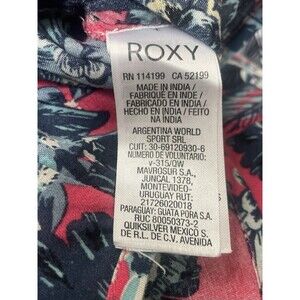 ROXY
RN 114199 CA 52199
MADE IN INDIA /
FABRIQUÉ EN INDE /
FABRICADO EN INDIA /
HECHO EN INDIA / FEITO
NA INDIA
ARGENTINA WORLD
SPORT SRL
CUIT: 30-69120930-6
NUMERO DE VOLUNTARIO:
v-315/QW
MAVROSUR S.A.,
JUNCAL 1378,
MONTEVIDEO-
URUGUAY RUT:
21726020018
PARAGUAY: GUATA PORA S.A.
RUC 80050373-2
QUIKSILVER MEXICO S.
DE R.L. DE C.V. AVENIDA